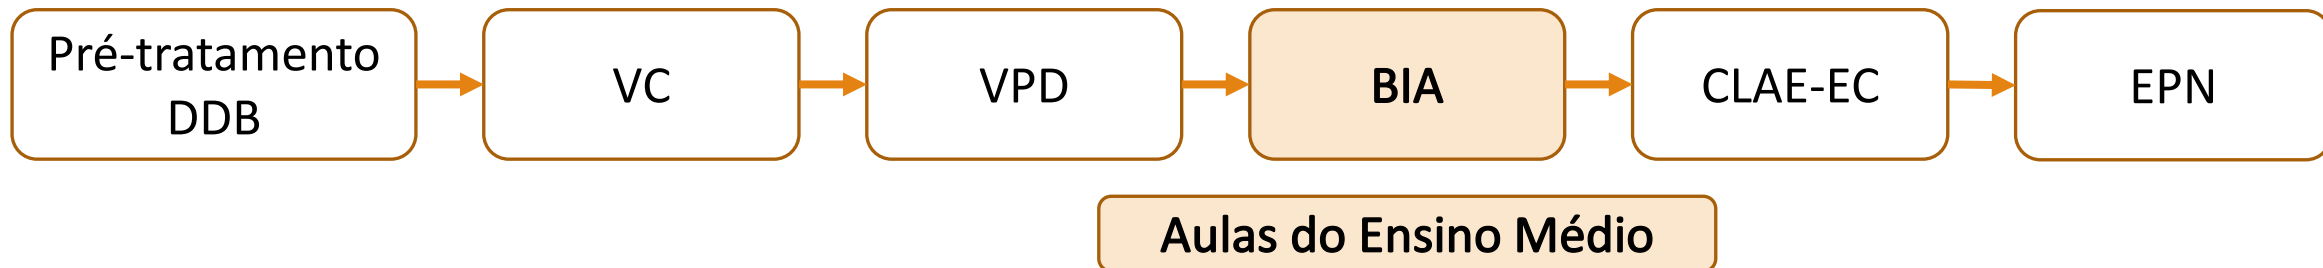 Pré-tratamento
DDB
VC
VPD
BIA
CLAE-EC
EPN
Aulas do Ensino Médio